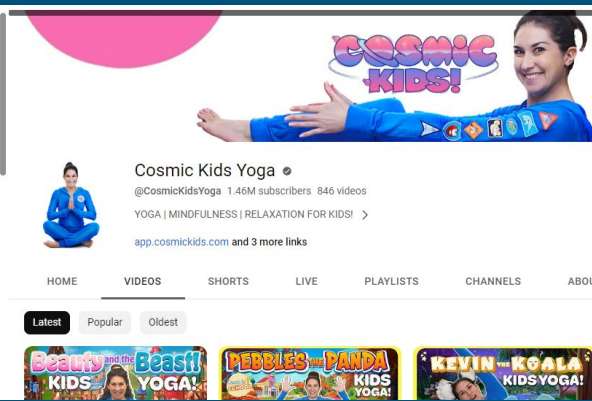 COSMIC
KIDS!
Cosmic Kids Yoga
@CosmicKidsYoga 1.46M subscribers 846 videos
YOGA | MINDFULNESS | RELAXATION FOR KIDS!
app.cosmickids.com and 3 more links
HOME VIDEOS SHORTS LIVE PLAYLISTS CHANNELS ABOU
Latest Popular Oldest
Beauty and the Beast!
KIDS YOGA!
PEBBLES THE PANDA
KIDS
YOGA!
KEVIN THE KOALA
KIDS YOGA!